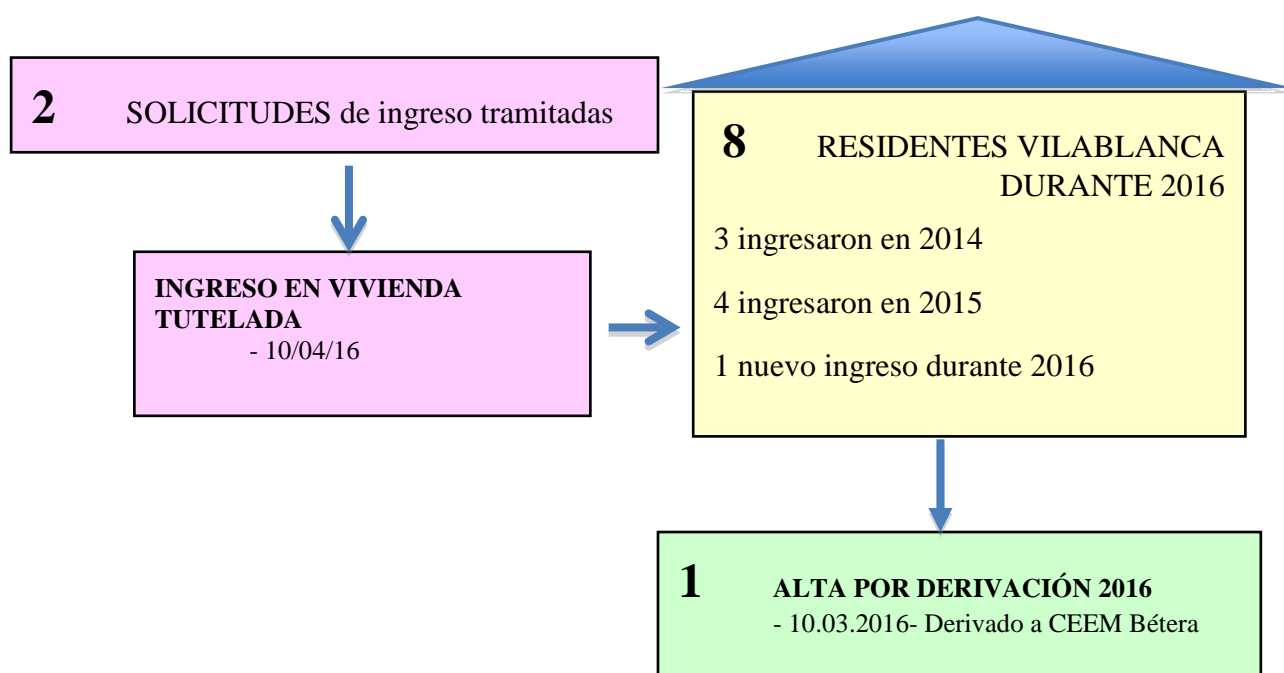 2 SOLICITUDES de ingreso tramitadas
INGRESO EN VIVIENDA
TUTELADA
- 10/04/16
8 RESIDENTES VILABLANCA
DURANTE 2016
3 ingresaron en 2014
4 ingresaron en 2015
1 nuevo ingreso durante 2016
1 ALTA POR DERIVACIÓN 2016
- 10.03.2016- Derivado a CEEM Bétera